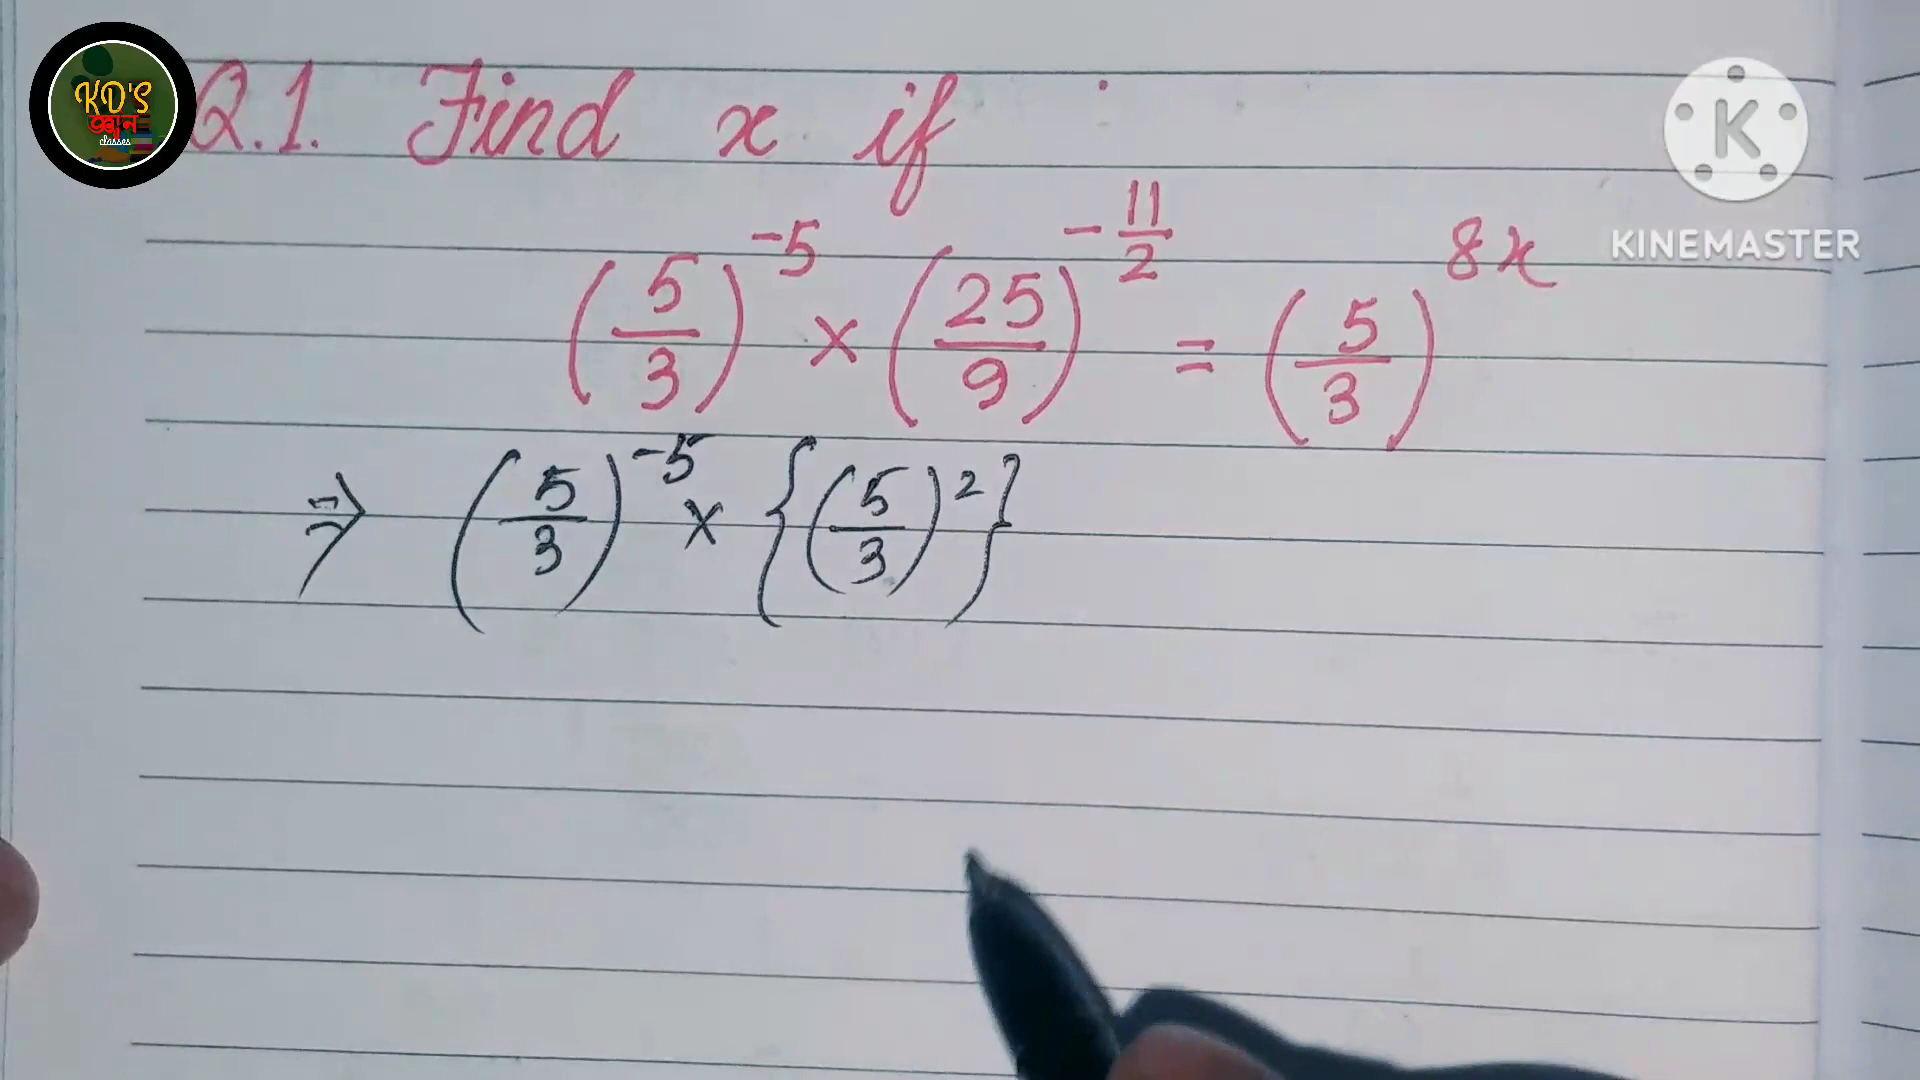 KD'S
জ্ঞান
classes
Q.1. Find x if
(5/3)^-5 × (25/9)^-11/2 = (5/3)^8x
⇒ (5/3)^-5 × {(5/3)^2}
K
KINEMASTER